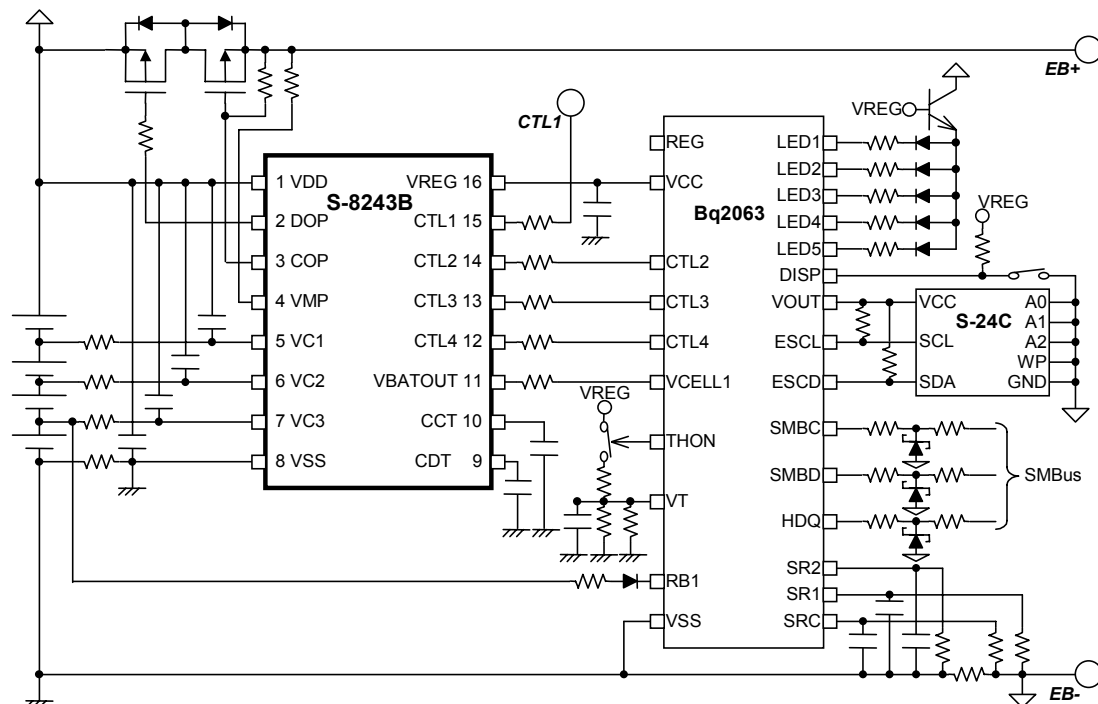 EB+
CTL1
VREG
S-8243B
1 VDD
2 DOP
3 COP
4 VMP
5 VC1
6 VC2
7 VC3
8 VSS
VREG 16
CTL1 15
CTL2 14
CTL3 13
CTL4 12
VBATOUT 11
CCT 10
CDT 9
VREG
Bq2063
REG
VCC
CTL2
CTL3
CTL4
VCELL1
THON
VT
RB1
VSS
LED1
LED2
LED3
LED4
LED5
DISP
VOUT
ESCL
ESCD
SMBC
SMBD
HDQ
SR2
SR1
SRC
VREG
S-24C
VCC
SCL
SDA
A0
A1
A2
WP
GND
SMBus
EB-